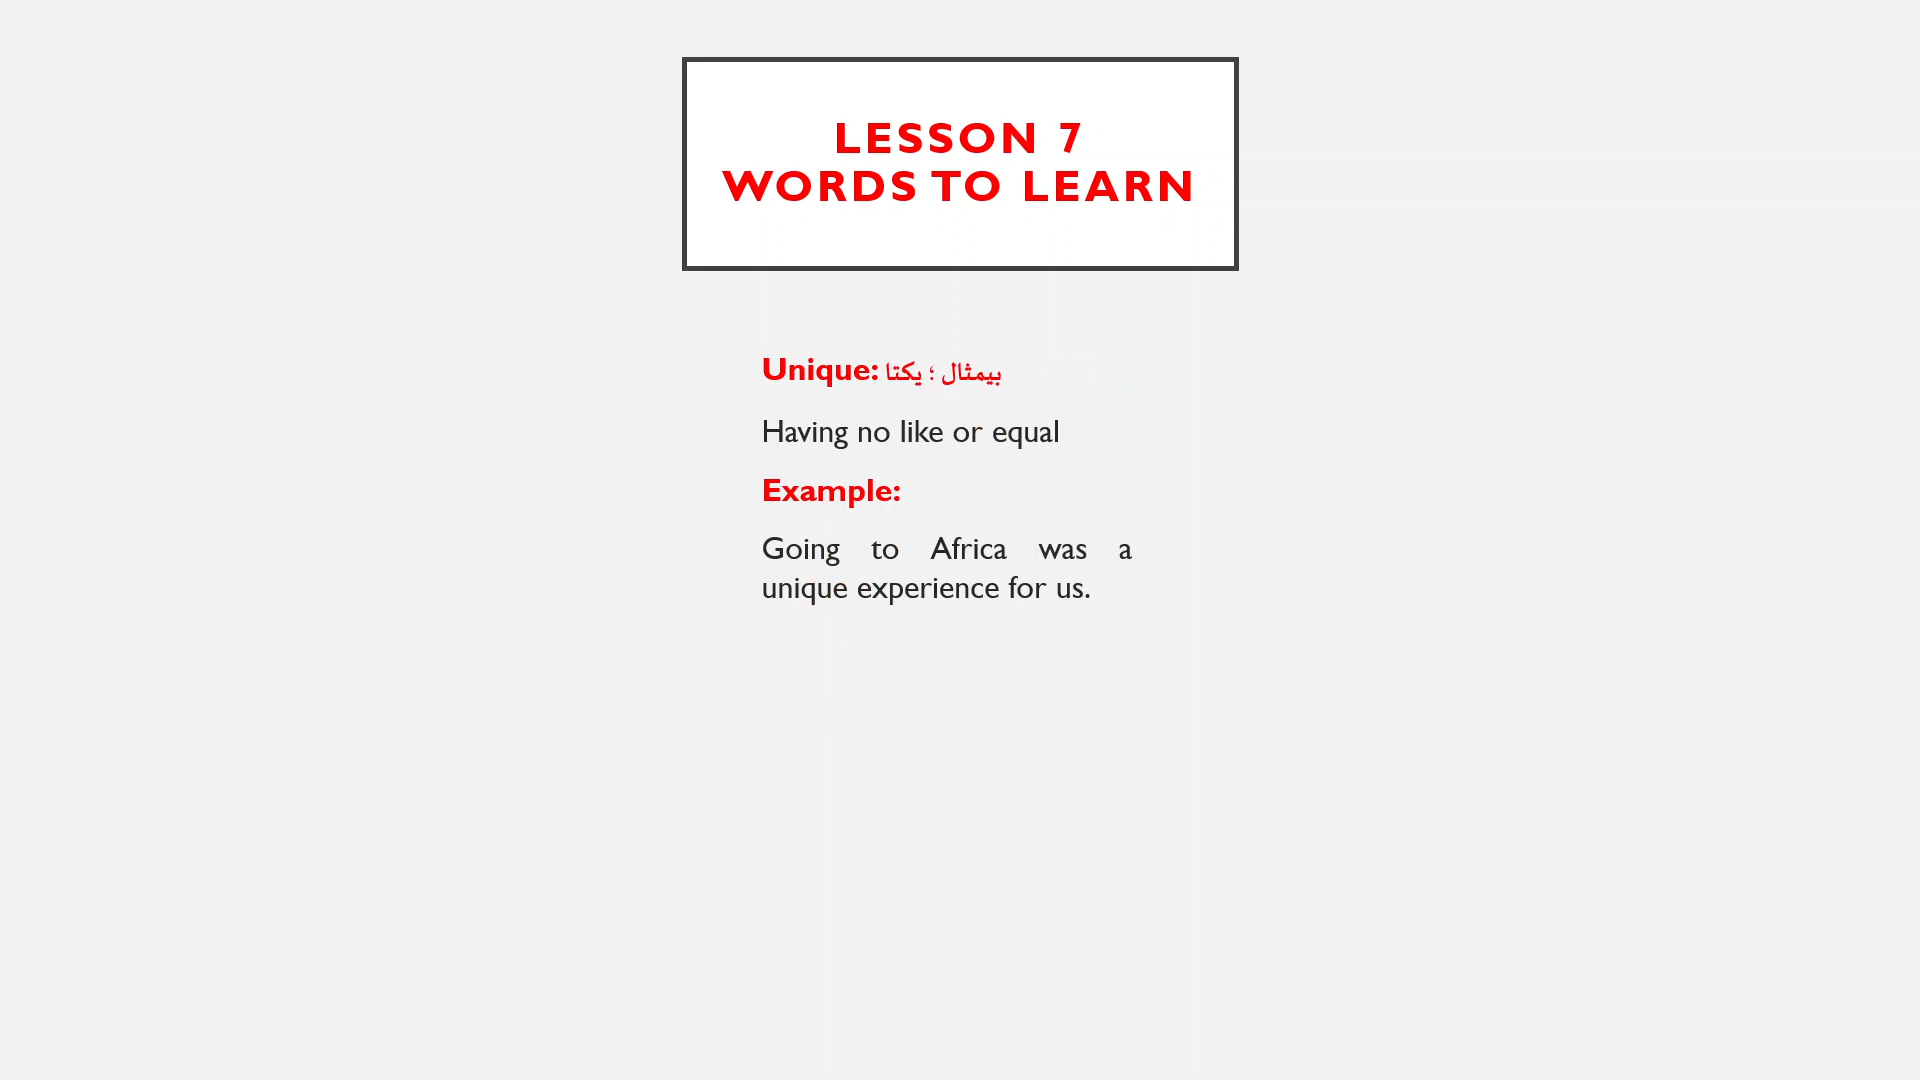 LESSON 7
WORDS TO LEARN
Unique: بیمثال ؛ یکتا
Having no like or equal
Example:
Going to Africa was a
unique experience for us.